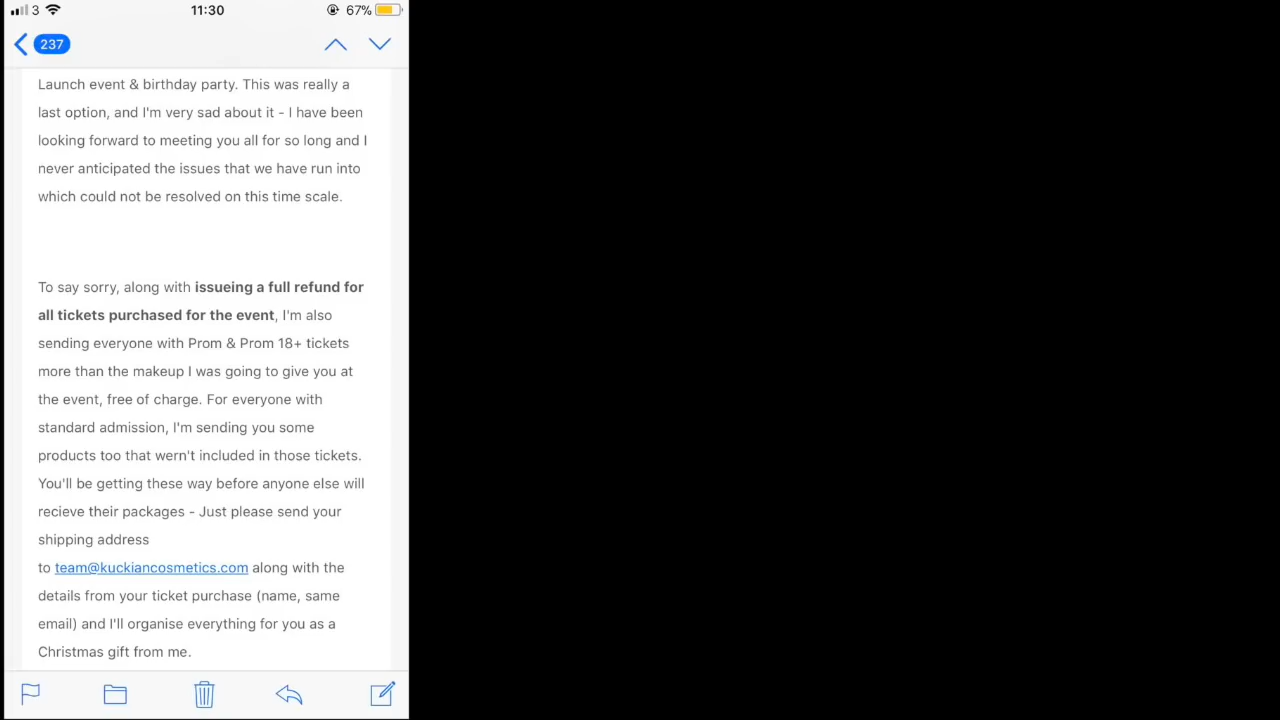 3 11:30 67%
237
Launch event & birthday party. This was really a
last option, and I'm very sad about it - I have been
looking forward to meeting you all for so long and I
never anticipated the issues that we have run into
which could not be resolved on this time scale.
To say sorry, along with issueing a full refund for
all tickets purchased for the event, I'm also
sending everyone with Prom & Prom 18+ tickets
more than the makeup I was going to give you at
the event, free of charge. For everyone with
standard admission, I'm sending you some
products too that wern't included in those tickets.
You'll be getting these way before anyone else will
recieve their packages - Just please send your
shipping address
to team@kuckiancosmetics.com along with the
details from your ticket purchase (name, same
email) and I'll organise everything for you as a
Christmas gift from me.